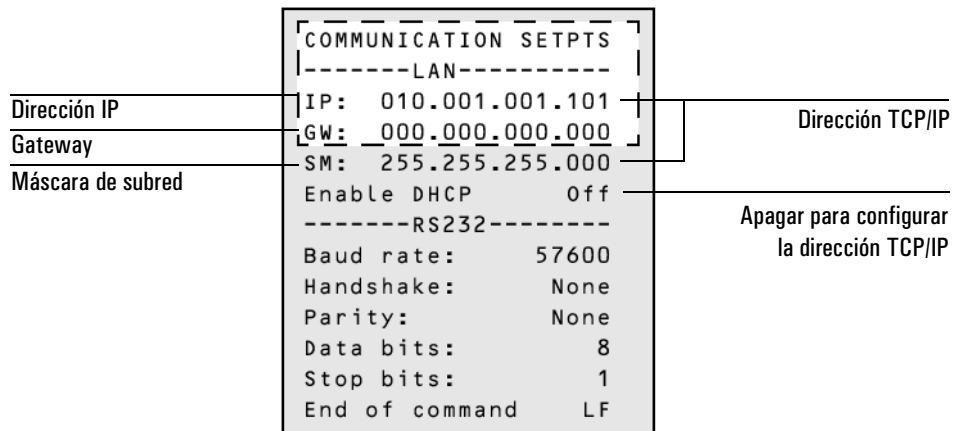 COMMUNICATION SETPTS
-------LAN----------
IP: 010.001.001.101
GW: 000.000.000.000
SM: 255.255.255.000
Enable DHCP Off
-------RS232--------
Baud rate: 57600
Handshake: None
Parity: None
Data bits: 8
Stop bits: 1
End of command LF
Dirección IP
Gateway
Máscara de subred
Dirección TCP/IP
Apagar para configurar
la dirección TCP/IP